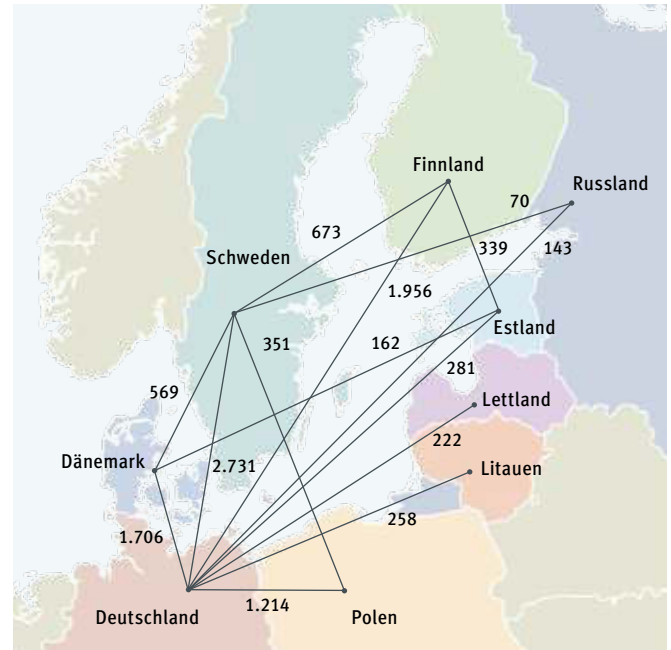 Finnland
Russland
70
673
339
143
Schweden
1.956
351
162
Estland
281
569
Lettland
222
Dänemark
2.731
Litauen
258
1.706
1.214
Deutschland
Polen